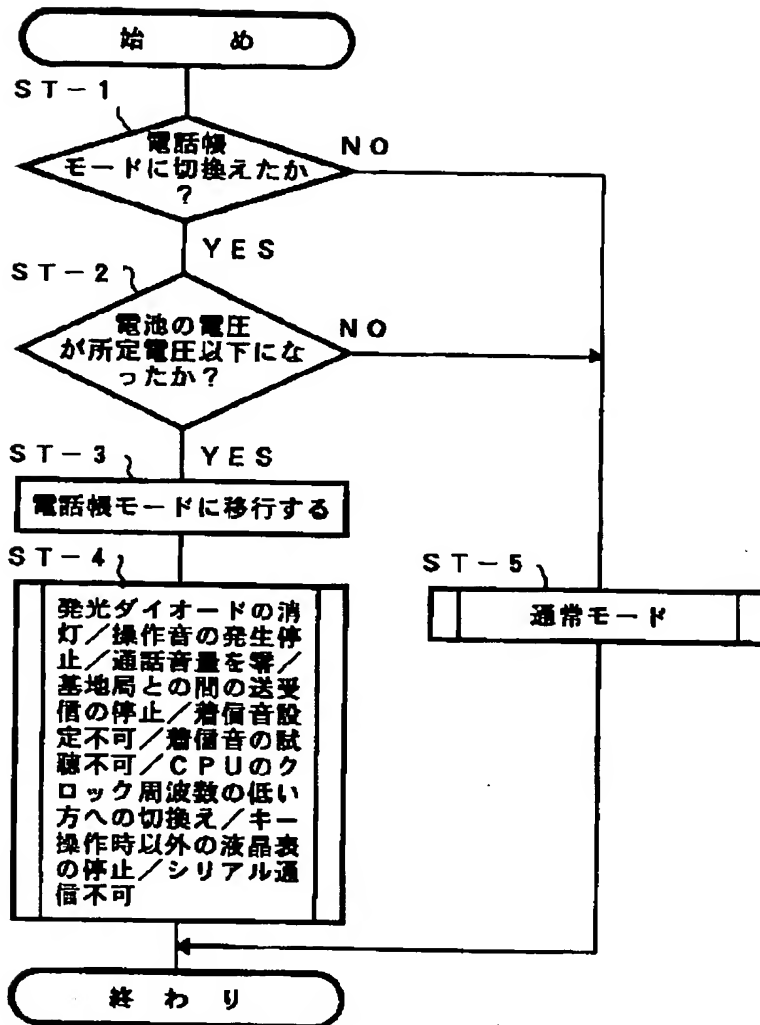 始 め
ST-1
電話帳
モードに切換えたか
?
NO
YES
ST-2
電池の電圧
が所定電圧以下にな
ったか?
NO
ST-3
YES
電話帳モードに移行する
ST-4
発光ダイオードの消
灯/操作音の発生停
止/通話音量を零/
基地局との間の送受
信の停止/着信音設
定不可/着信音の試
聴不可/CPUのク
ロック周波数の低い
方への切換え/キー
操作時以外の液晶表
の停止/シリアル通
信不可
ST-5
通常モード
終 わ り